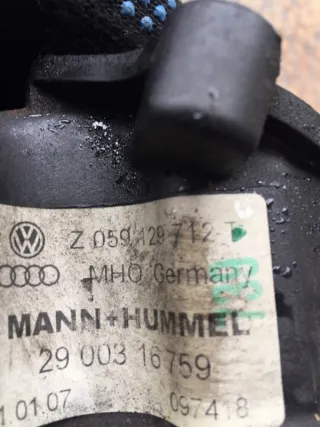 Z 059 129 712 T
MHO Germany
MANN+HUMMEL
29 003 16759
1.01.07 097418